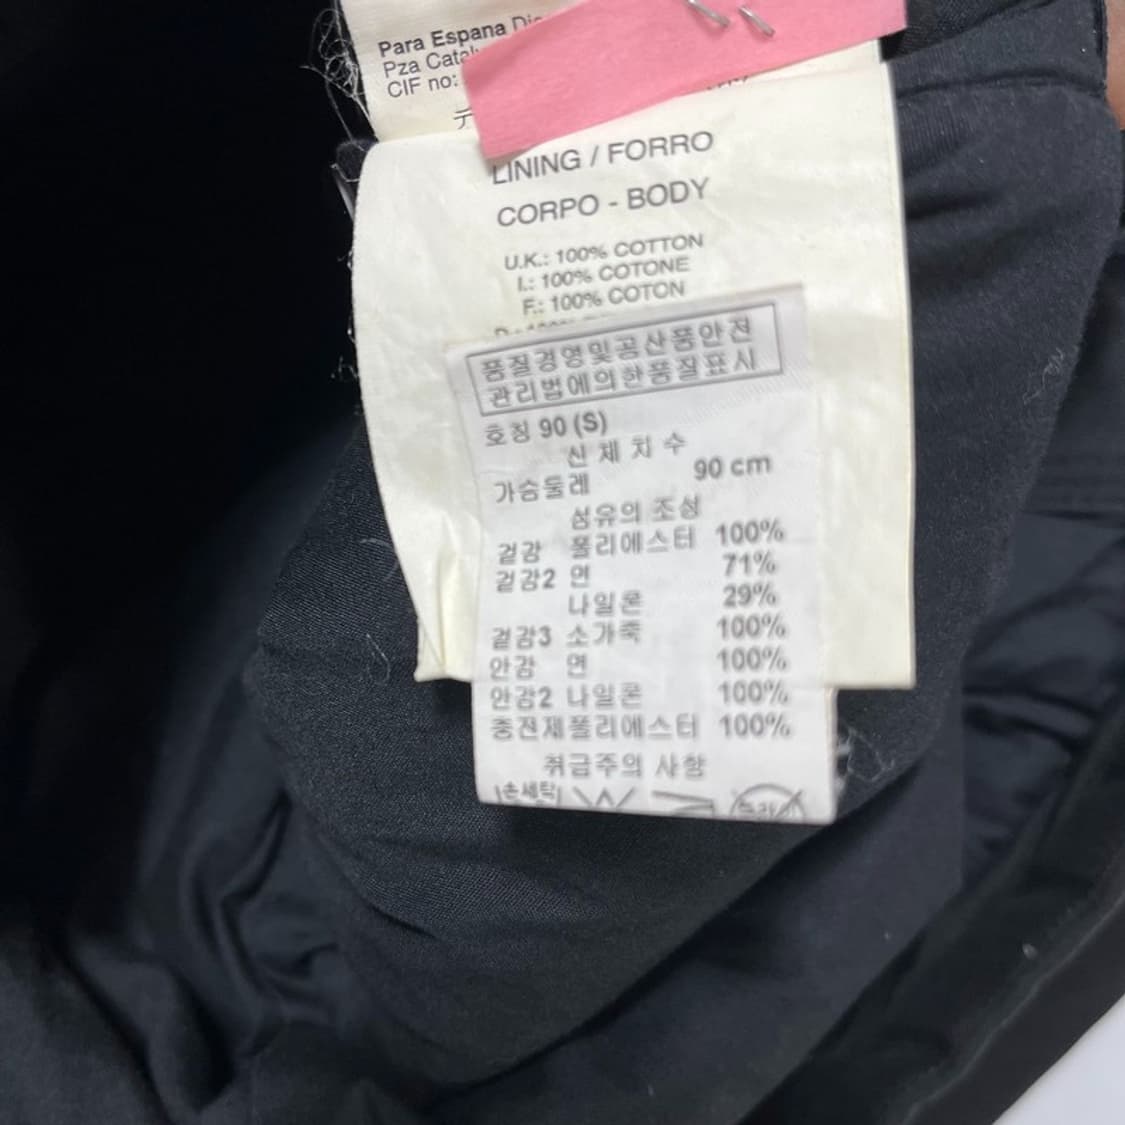 Para Espana
Pza Catal
CIF no:
LINING / FORRO
CORPO - BODY
U.K.: 100% COTTON
I.: 100% COTONE
F.: 100% COTON
D.: 100%
품질경영및공산품안전
관리법에의한품질표시
호칭 90 (S)
신체치수
가슴둘레 90 cm
섬유의 조성
겉감 폴리에스터 100%
겉감2 면 71%
나일론 29%
겉감3 소가죽 100%
안감 면 100%
안감2 나일론 100%
충전재폴리에스터 100%
취급주의 사항
손세탁